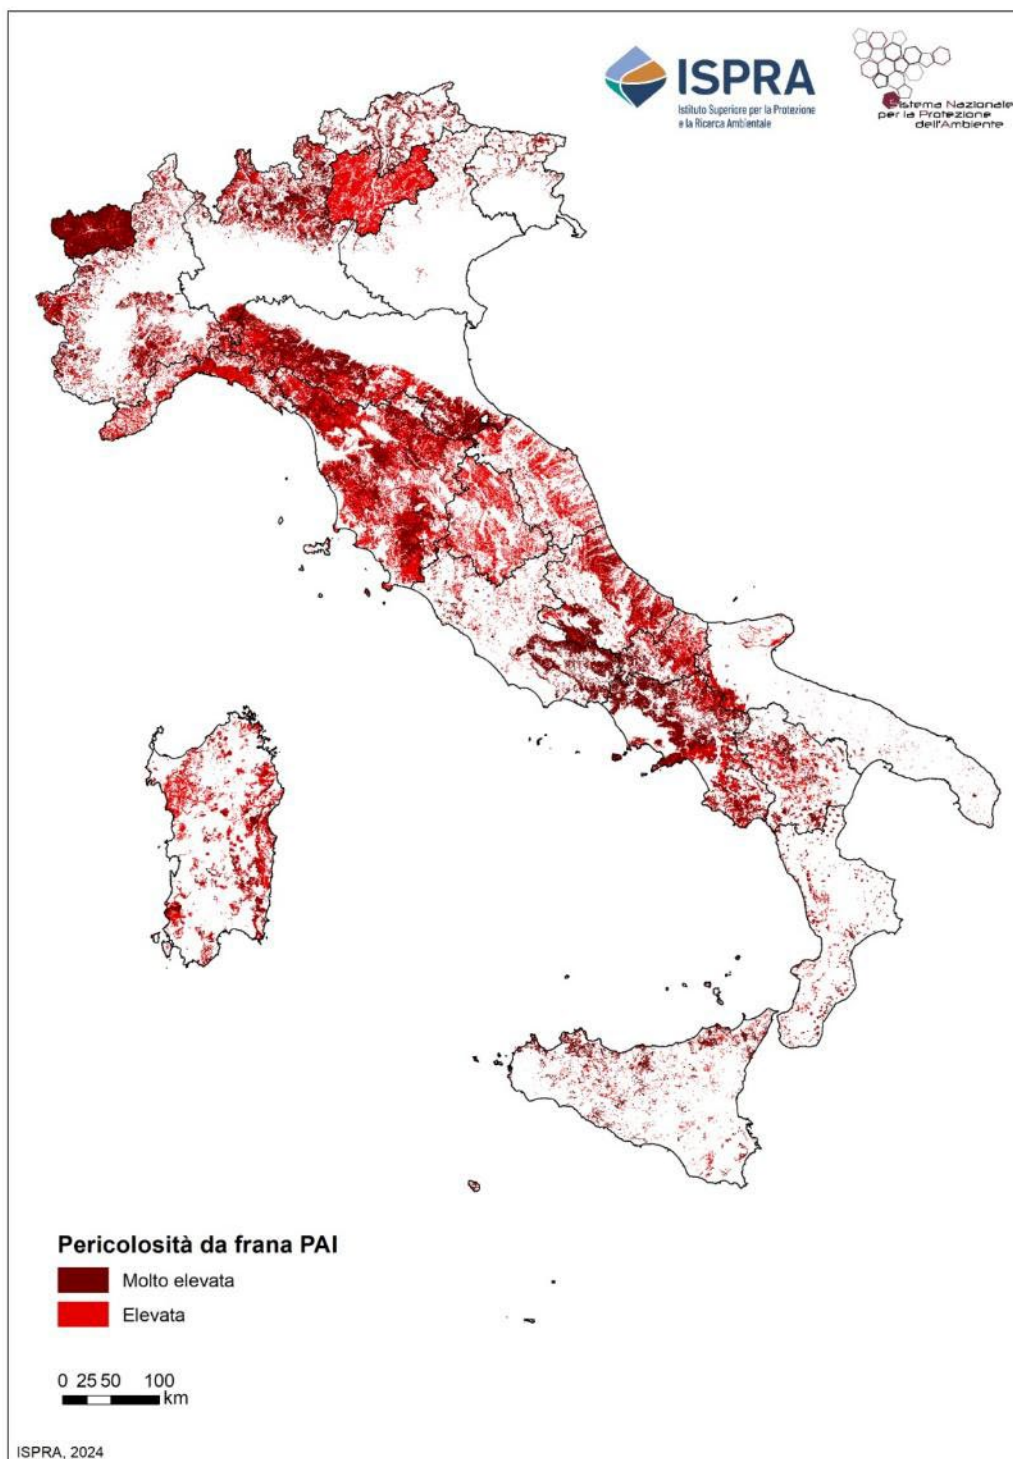 ISPRA
Istituto Superiore per la Protezione
e la Ricerca Ambientale
Sistema Nazionale
per la Protezione
dell'Ambiente
Pericolosità da frana PAI
Molto elevata
Elevata
0 25 50 100
km
ISPRA, 2024